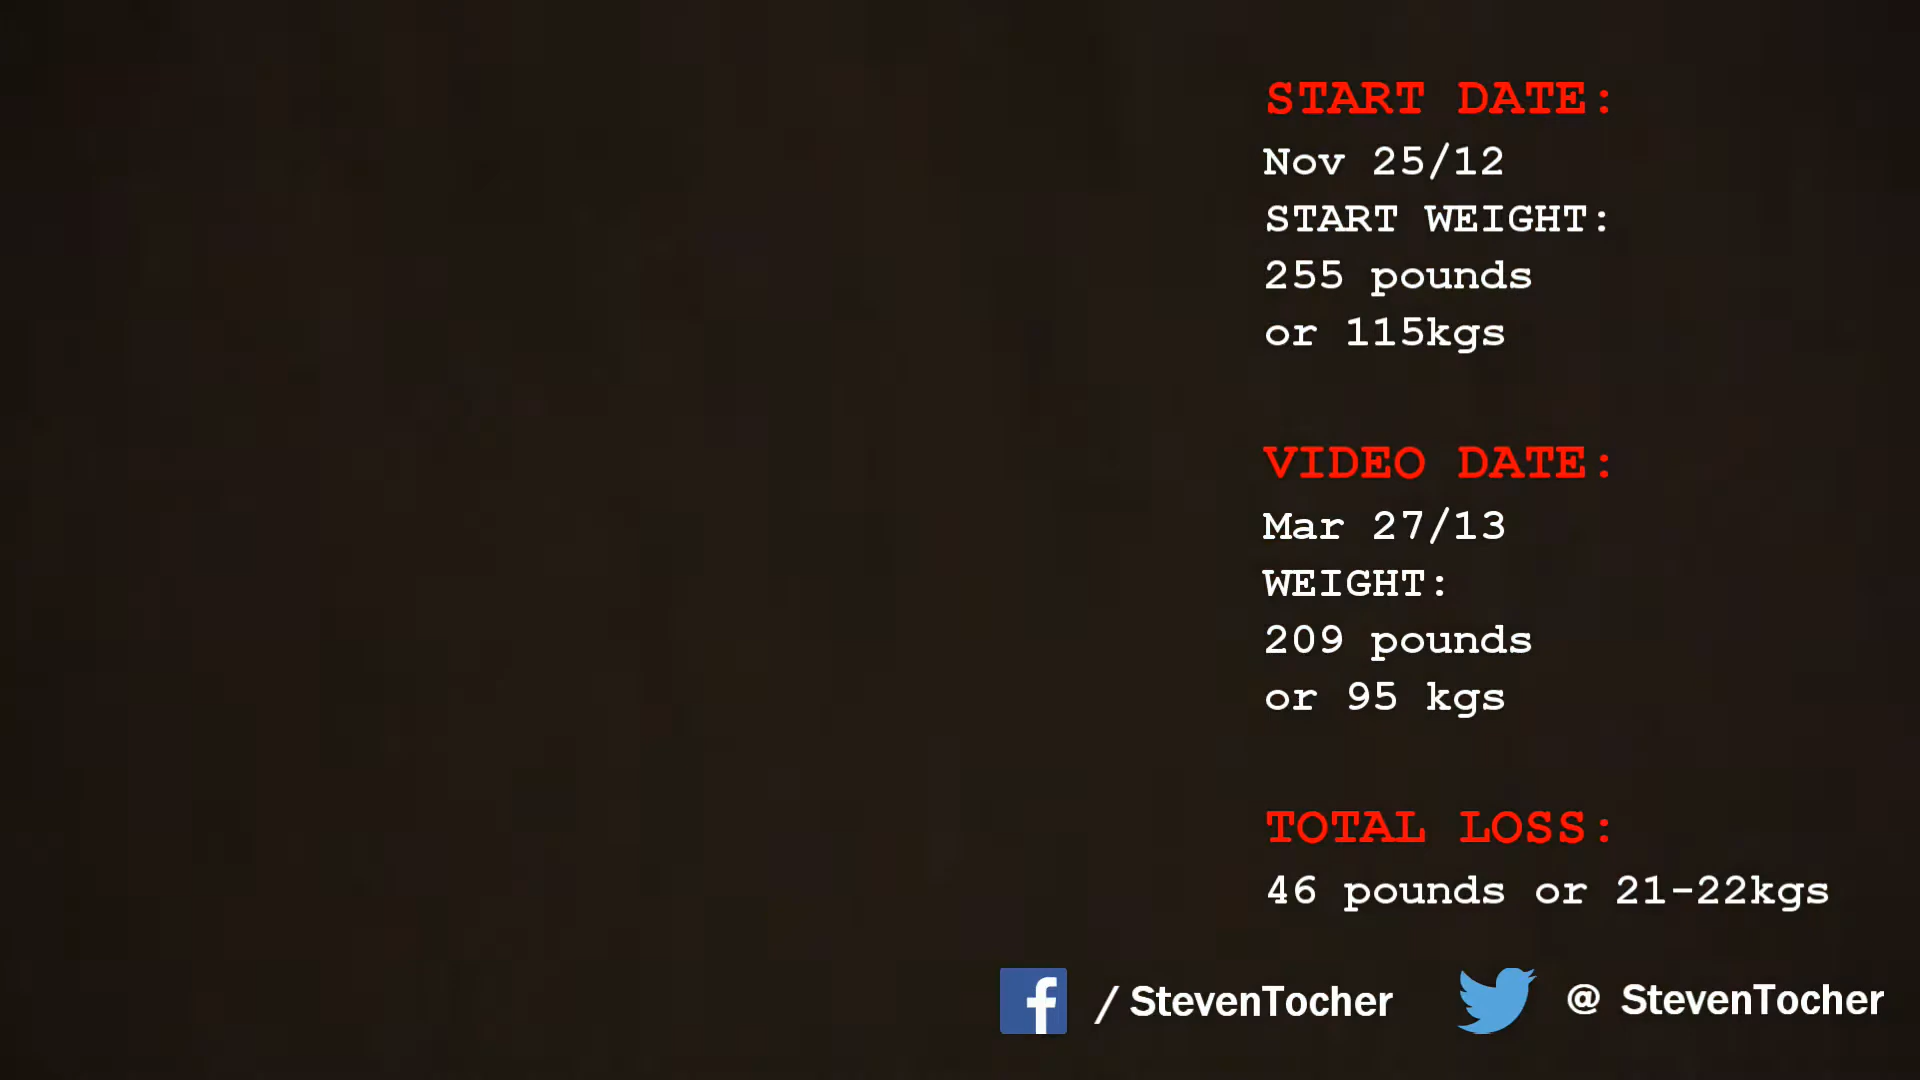 START DATE:
Nov 25/12
START WEIGHT:
255 pounds
or 115kgs
VIDEO DATE:
Mar 27/13
WEIGHT:
209 pounds
or 95 kgs
TOTAL LOSS:
46 pounds or 21-22kgs
/StevenTocher @ StevenTocher